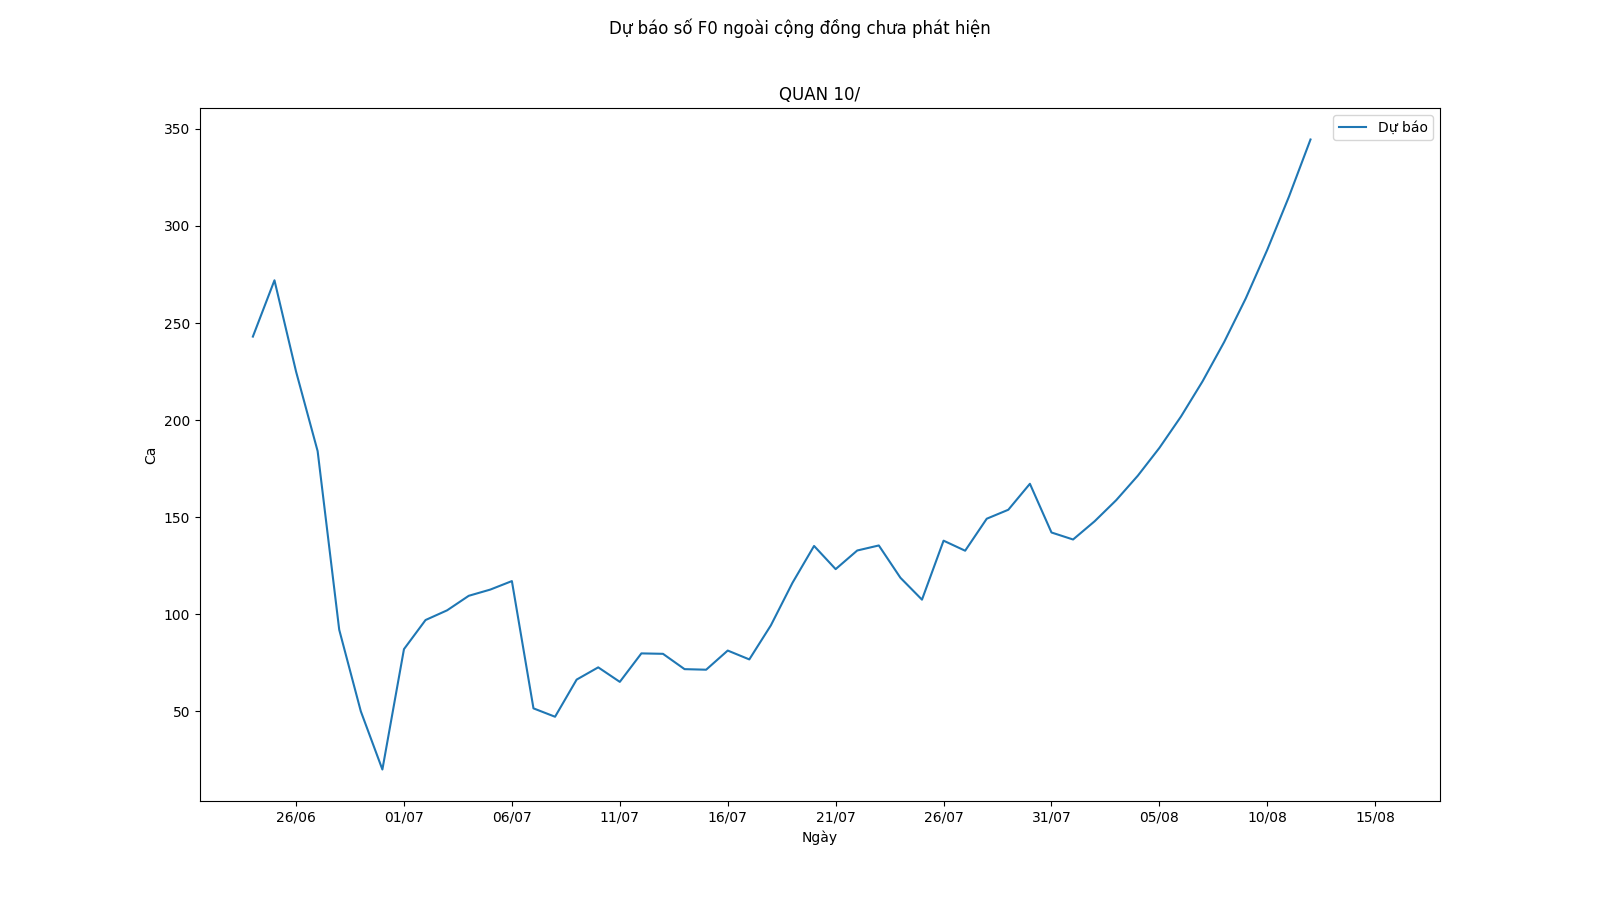 Dự báo số F0 ngoài cộng đồng chưa phát hiện
QUAN 10/
Dự báo
350
300
250
200
150
100
50
Ca
26/06 01/07 06/07 11/07 16/07 21/07 26/07 31/07 05/08 10/08 15/08
Ngày